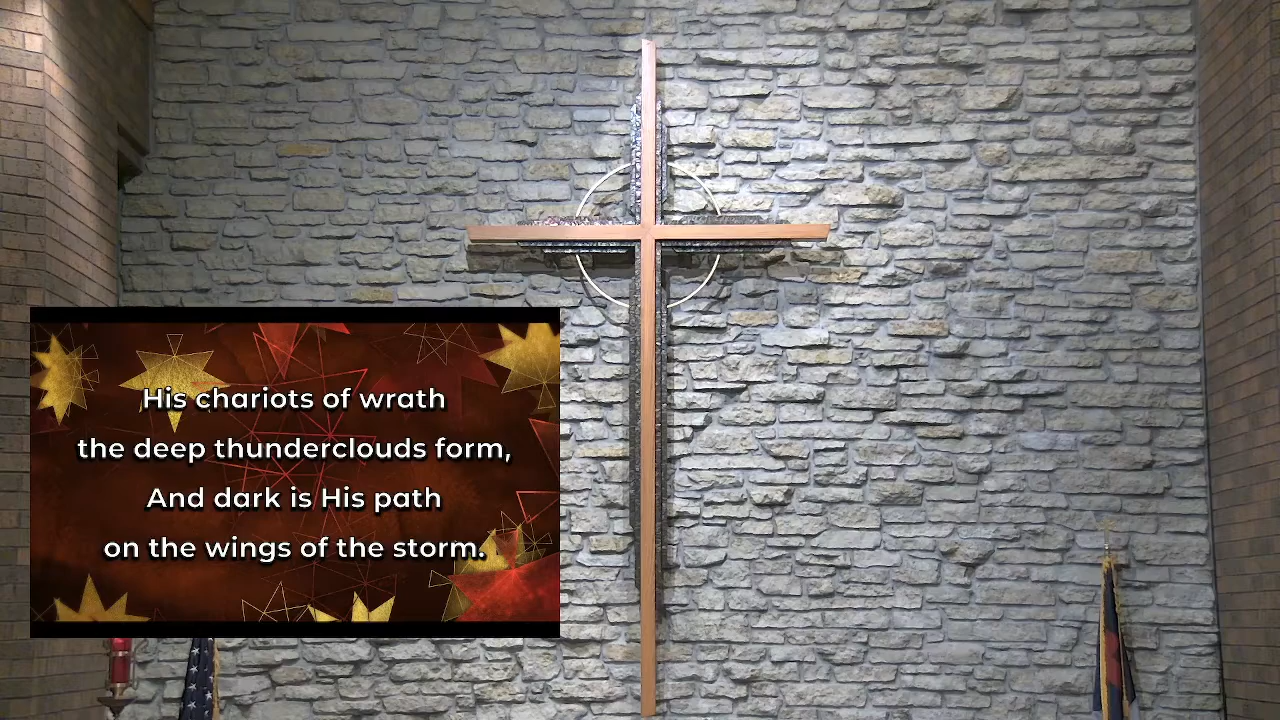 His chariots of wrath
the deep thunderclouds form,
And dark is His path
on the wings of the storm.